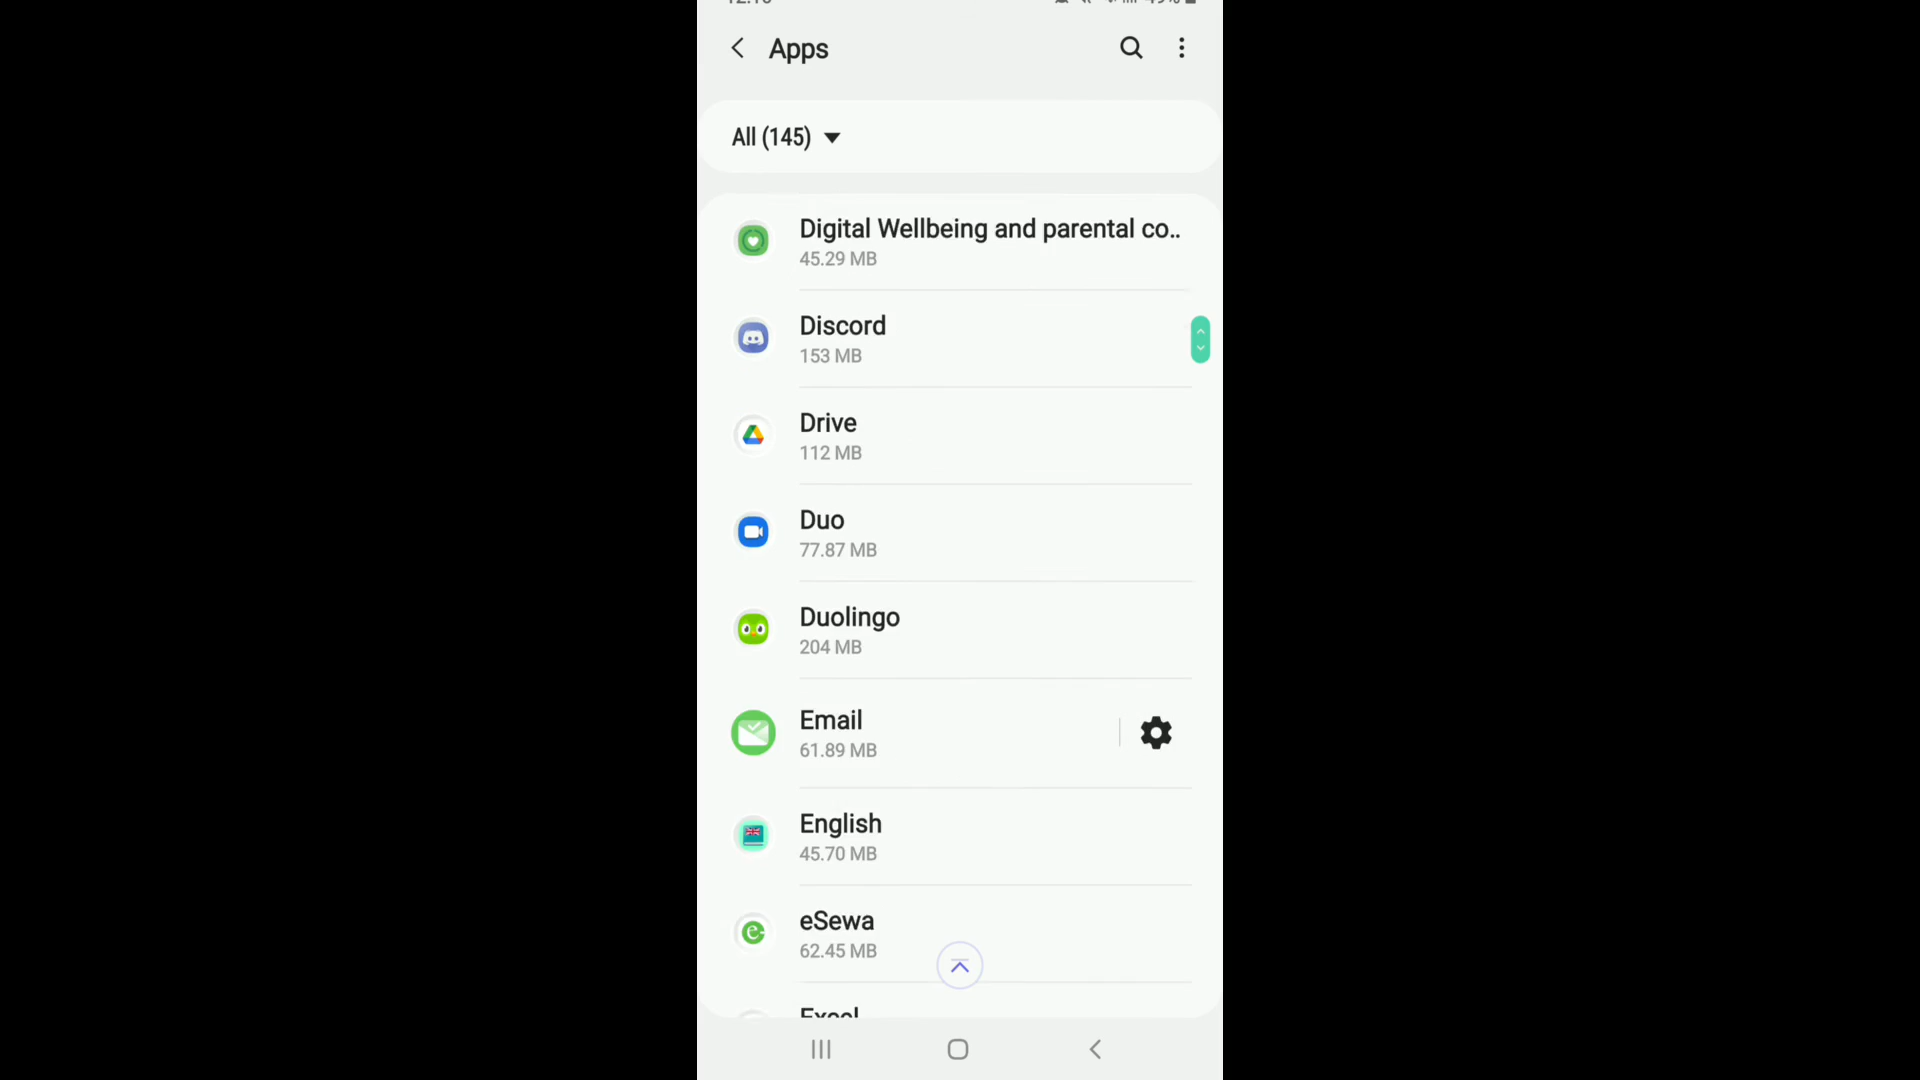 Apps
All (145)
Digital Wellbeing and parental co..
45.29 MB
Discord
153 MB
Drive
112 MB
Duo
77.87 MB
Duolingo
204 MB
Email
61.89 MB
English
45.70 MB
eSewa
62.45 MB
Excel